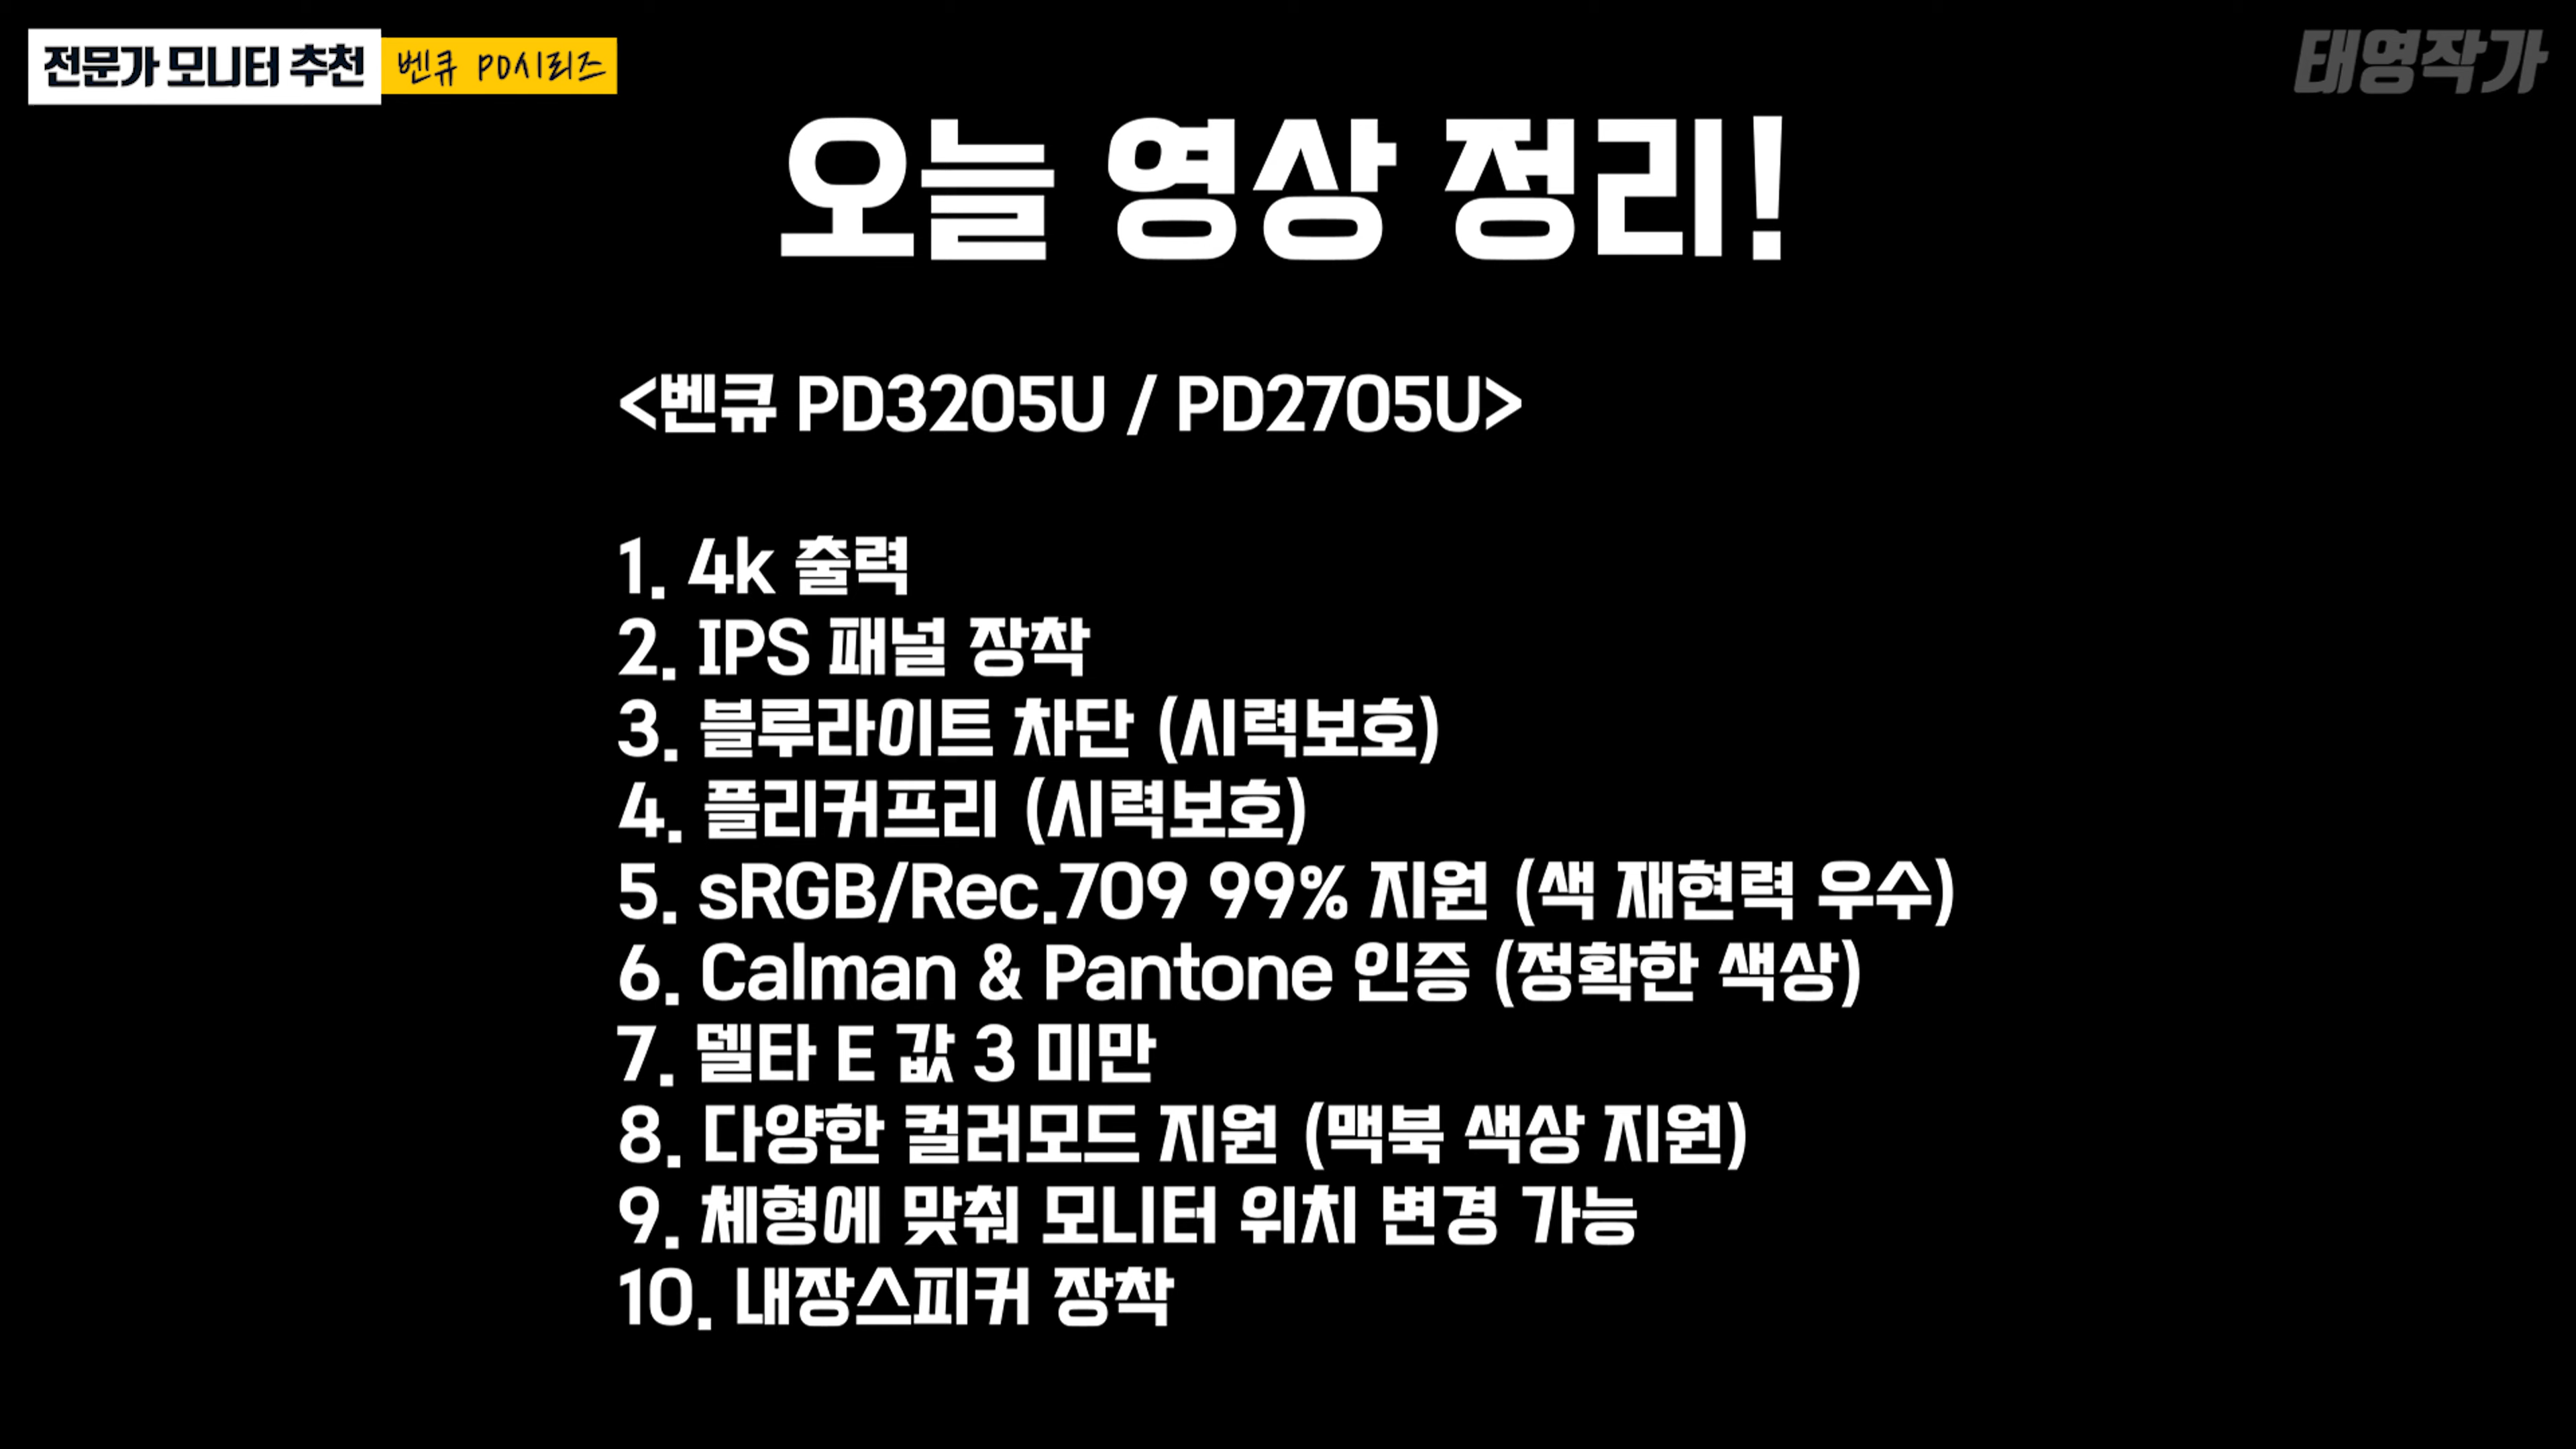 전문가 모니터 추천 벤큐 PD시리즈
태영작가
오늘 영상 정리!
<벤큐 PD3205U / PD2705U>
1. 4k 출력
2. IPS 패널 장착
3. 블루라이트 차단 (시력보호)
4. 플리커프리 (시력보호)
5. sRGB/Rec.709 99% 지원 (색 재현력 우수)
6. Calman & Pantone 인증 (정확한 색상)
7. 델타 E 값 3 미만
8. 다양한 컬러모드 지원 (맥북 색상 지원)
9. 체형에 맞춰 모니터 위치 변경 가능
10. 내장스피커 장착